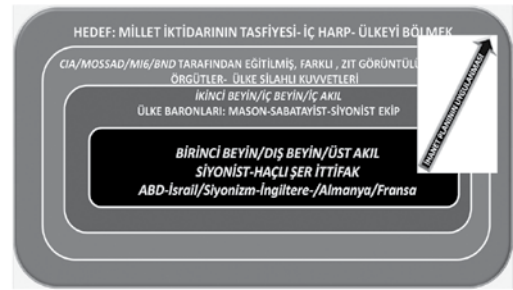 HEDEF: MİLLET İKTİDARININ TASFİYESİ- İÇ HARP- ÜLKEYİ BÖLMEK
CIA/MOSSAD/MI6/BND TARAFINDAN EĞİTİLMİŞ, FARKLI , ZIT GÖRÜNTÜLÜ
ÖRGÜTLER- ÜLKE SİLAHLI KUVVETLERİ
İKİNCİ BEYİN/İÇ BEYİN/İÇ AKIL
ÜLKE BARONLARI: MASON-SABATAYİST-SİYONİST EKİP
BİRİNCİ BEYİN/DIŞ BEYİN/ÜST AKIL
SİYONİST-HAÇLI ŞER İTTİFAK
ABD-İsrail/Siyonizm-İngiltere-/Almanya/Fransa
İHANET PLANININ UYGULANMASI